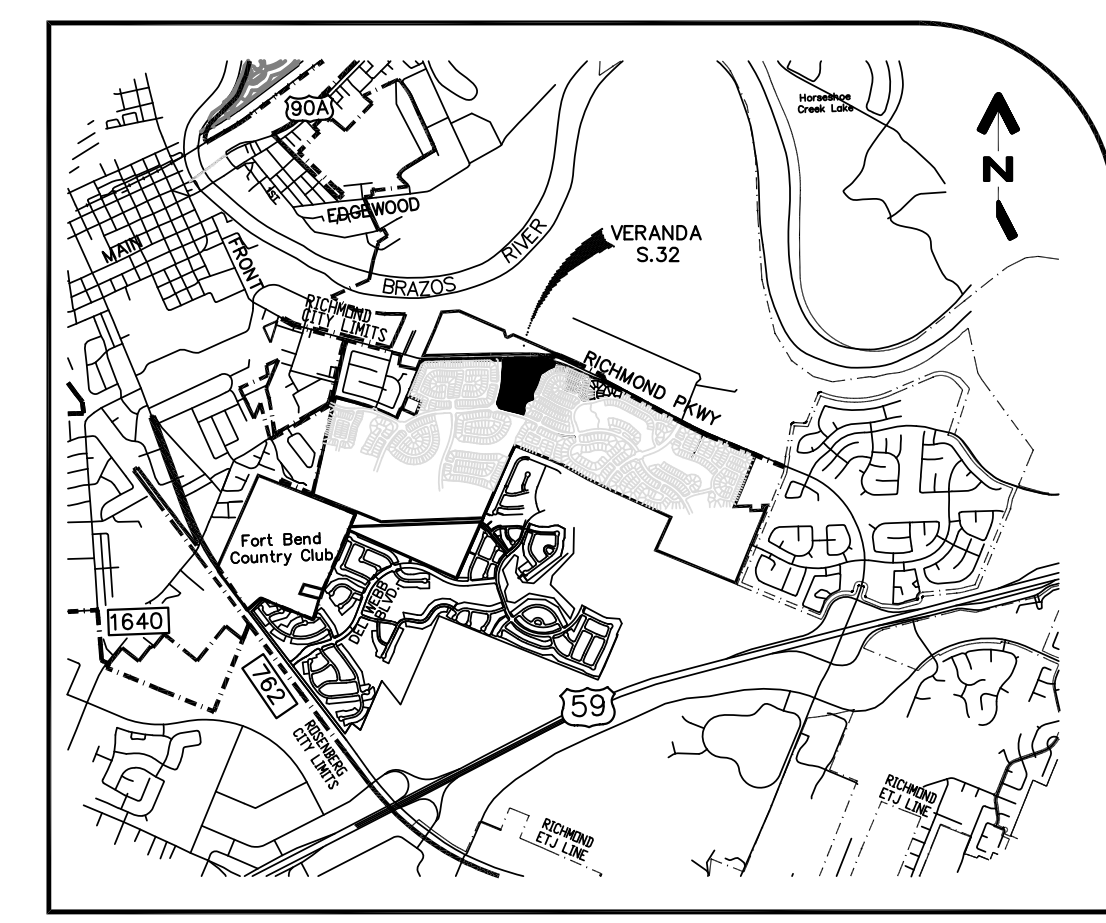 Horseshoe
Creek Lake
90A
N
1ST.
EDGEWOOD
MAIN
FRONT
RIVER
BRAZOS
VERANDA
S.32
RICHMOND
CITY LIMITS
RICHMOND PKWY
Fort Bend
Country Club
DEL WEBB
BLVD.
1640
762
59
ROSENBERG
CITY LIMITS
RICHMOND
ETJ LINE
RICHMOND
ETJ LINE